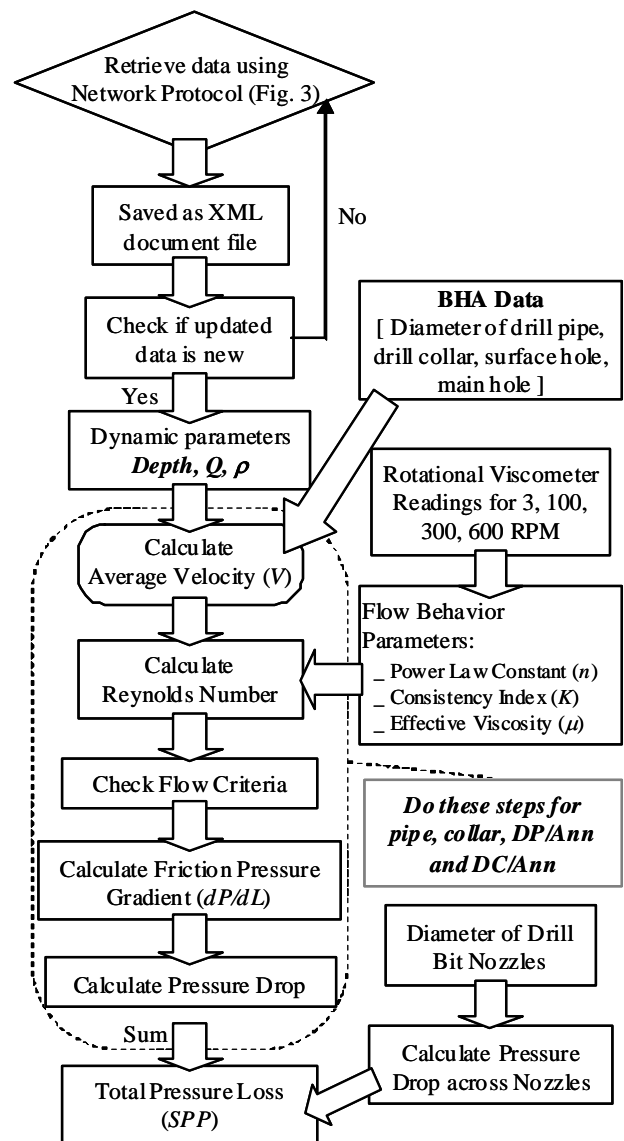 Retrieve data using
Network Protocol (Fig. 3)
Saved as XML
document file
No
Check if updated
data is new
BHA Data
[ Diameter of drill pipe,
drill collar, surface hole,
main hole ]
Yes
Dynamic parameters
Depth, Q, ρ
Rotational Viscometer
Readings for 3, 100,
300, 600 RPM
Calculate
Average Velocity (V)
Flow Behavior
Parameters:
_ Power Law Constant (n)
_ Consistency Index (K)
_ Effective Viscosity (μ)
Calculate
Reynolds Number
Check Flow Criteria
Do these steps for
pipe, collar, DP/Ann
and DC/Ann
Calculate Friction Pressure
Gradient (dP/dL)
Diameter of Drill
Bit Nozzles
Calculate Pressure Drop
Sum
Calculate Pressure
Drop across Nozzles
Total Pressure Loss
(SPP)